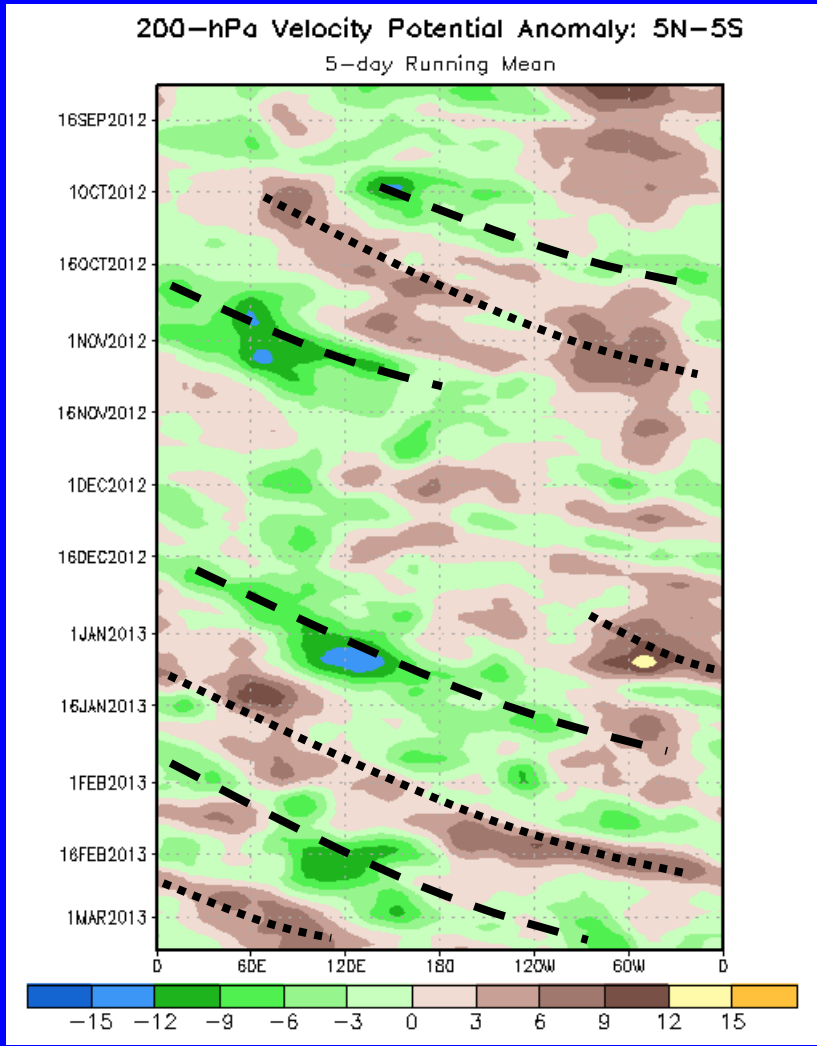 200-hPa Velocity Potential Anomaly: 5N-5S
5-day Running Mean
16SEP2012
1OCT2012
16OCT2012
1NOV2012
16NOV2012
1DEC2012
16DEC2012
1JAN2013
16JAN2013
1FEB2013
16FEB2013
1MAR2013
0 60E 120E 180 120W 60W 0
-15 -12 -9 -6 -3 0 3 6 9 12 15